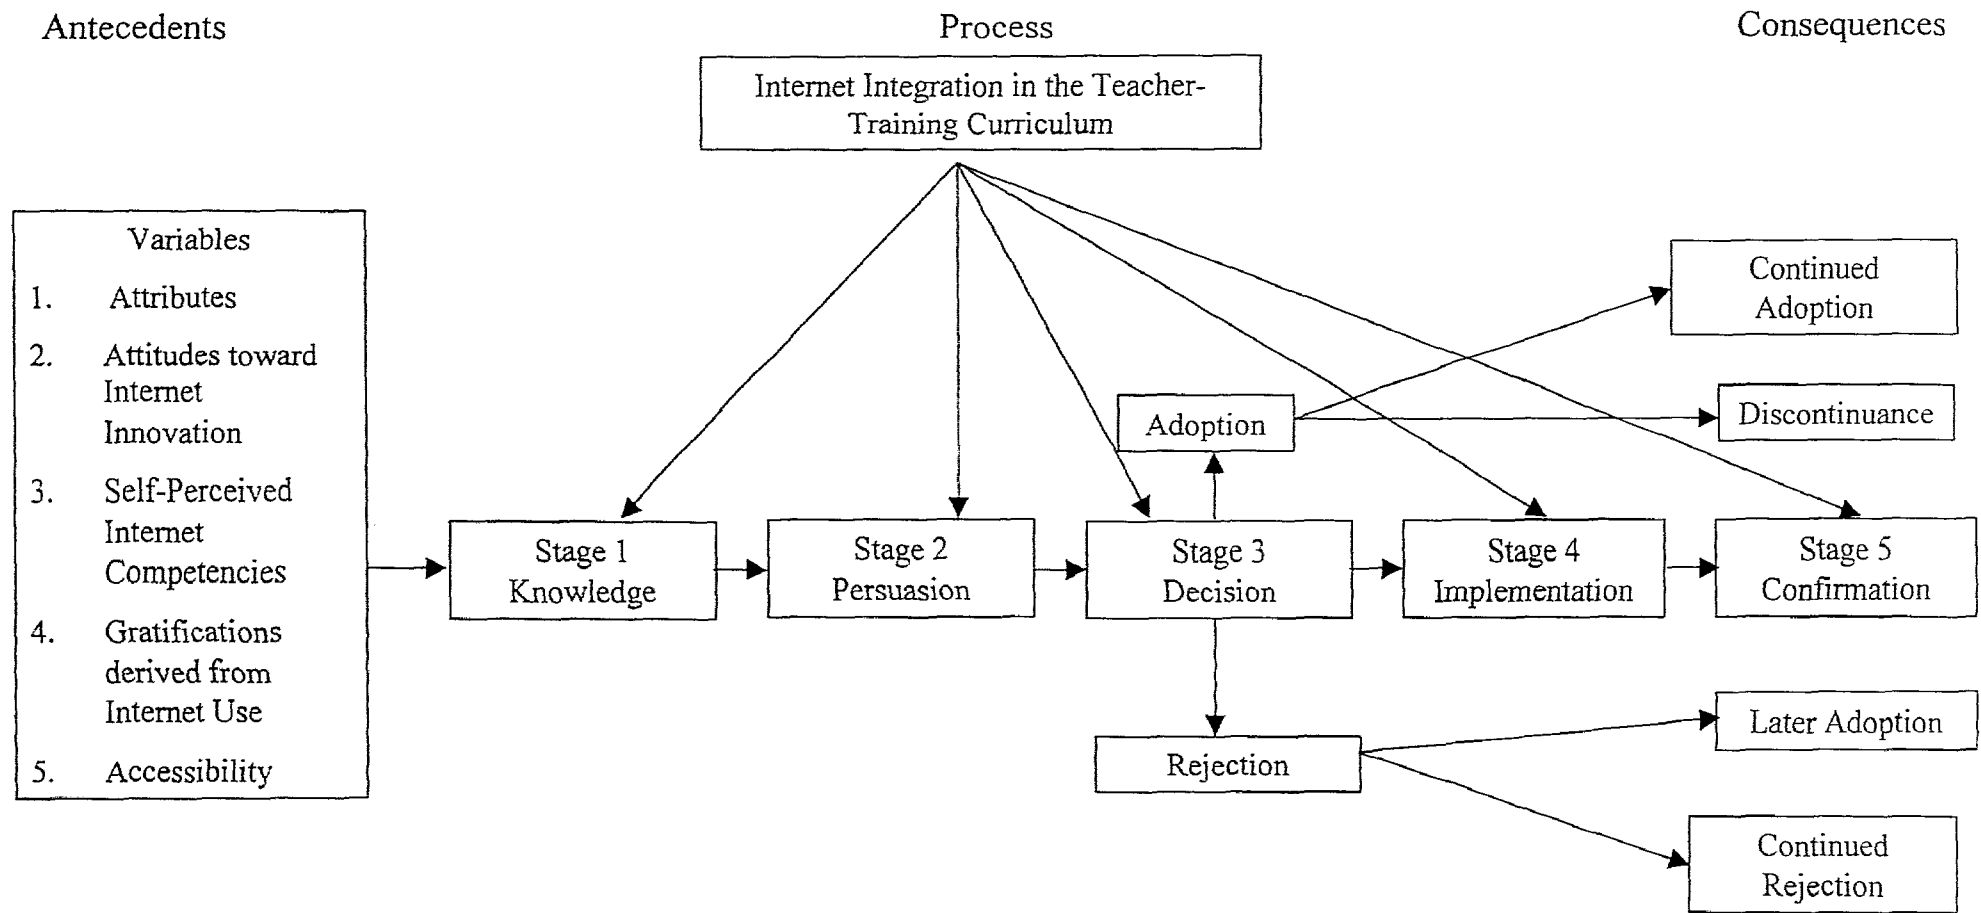 Antecedents
Process
Consequences
Internet Integration in the Teacher-
Training Curriculum
Variables
1. Attributes
2. Attitudes toward
Internet
Innovation
3. Self-Perceived
Internet
Competencies
4. Gratifications
derived from
Internet Use
5. Accessibility
Stage 1
Knowledge
Stage 2
Persuasion
Stage 3
Decision
Stage 4
Implementation
Stage 5
Confirmation
Adoption
Rejection
Continued
Adoption
Discontinuance
Later Adoption
Continued
Rejection